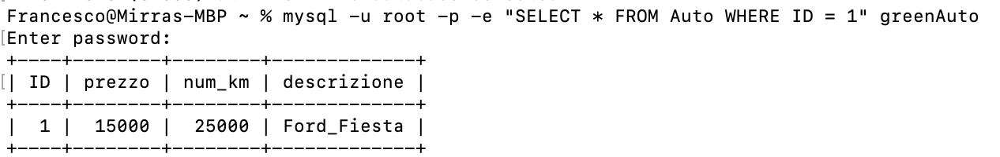 Francesco@Mirras-MBP ~ % mysql -u root -p -e "SELECT * FROM Auto WHERE ID = 1" greenAuto
[Enter password:
+----+--------+--------+-------------+
[| ID | prezzo | num_km | descrizione |
+----+--------+--------+-------------+
|  1 |  15000 |  25000 | Ford_Fiesta |
+----+--------+--------+-------------+